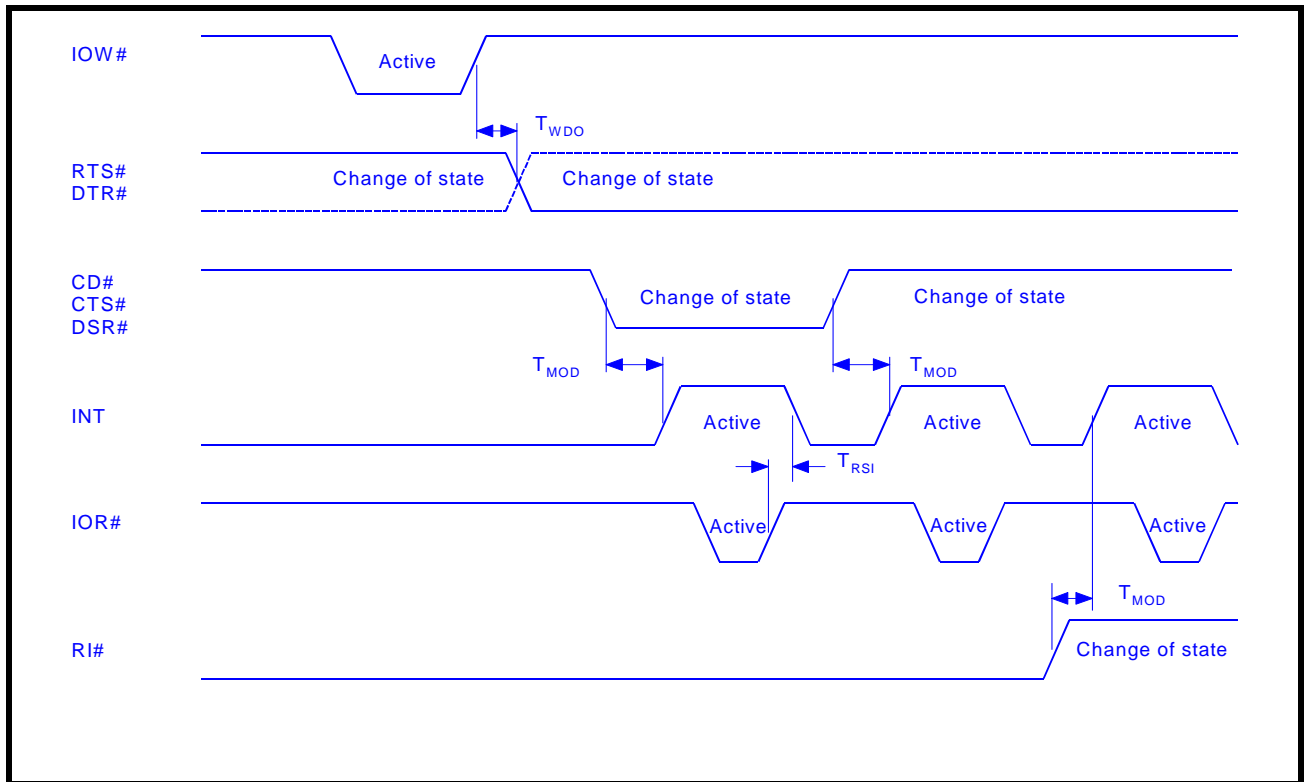 IOW#
Active
TWDO
RTS#
DTR#
Change of state
Change of state
CD#
CTS#
DSR#
Change of state
Change of state
TMOD
TMOD
INT
Active
Active
Active
TRSI
IOR#
Active
Active
Active
TMOD
RI#
Change of state